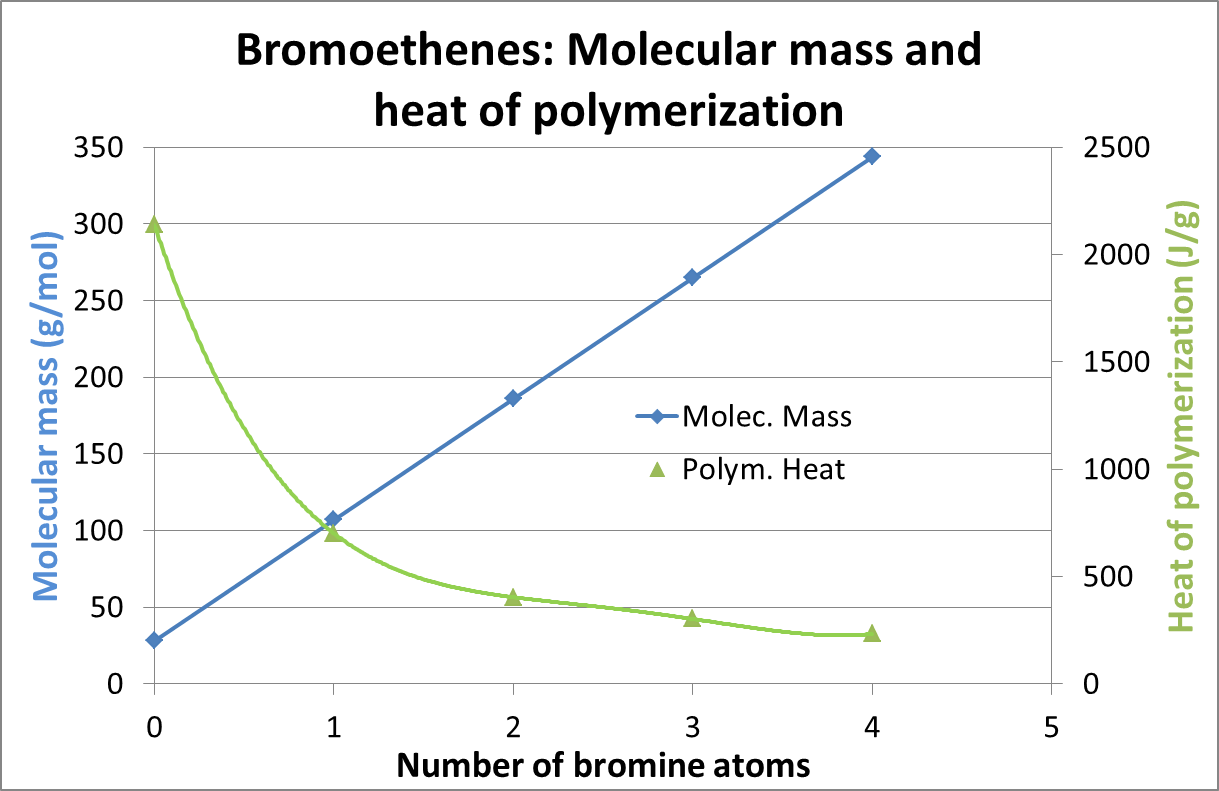 Bromoethenes: Molecular mass and
heat of polymerization
Molecular mass (g/mol)
350
300
250
200
150
100
50
0
2500
2000
1500
1000
500
0
Heat of polymerization (J/g)
Molec. Mass
Polym. Heat
0 1 2 3 4 5
Number of bromine atoms